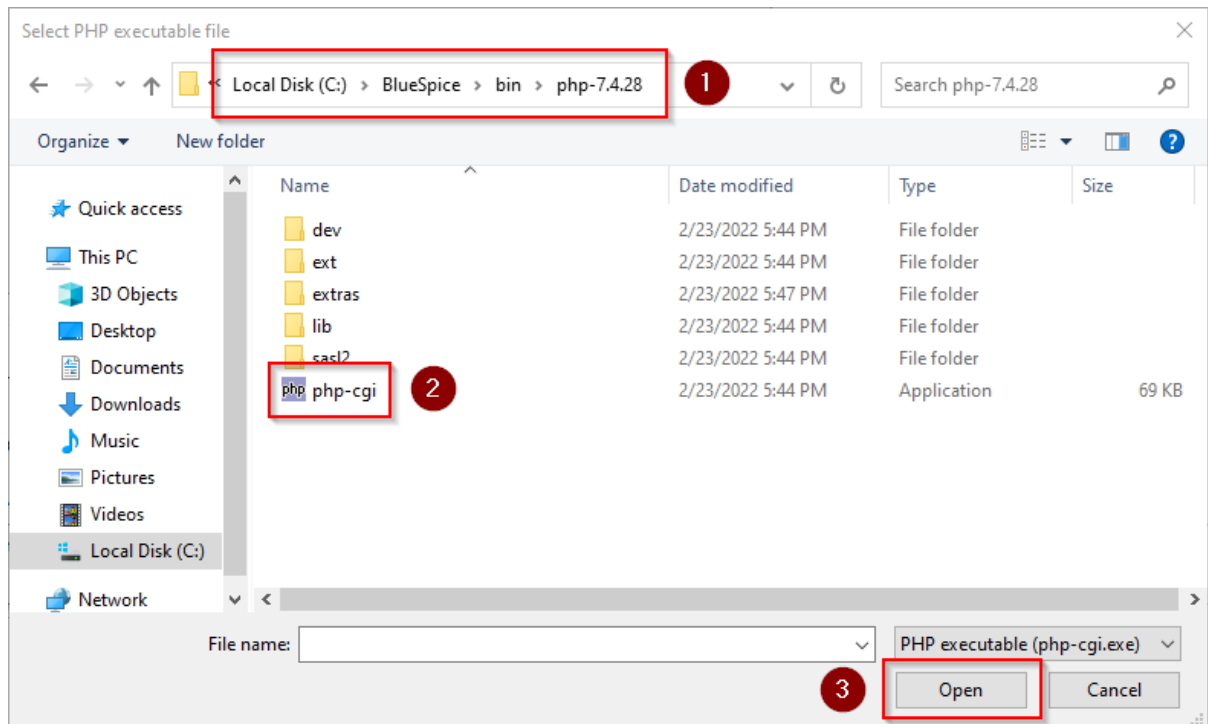 Select PHP executable file
« Local Disk (C:) > BlueSpice > bin > php-7.4.28 1 Search php-7.4.28
Organize New folder ?
Name Date modified Type Size
Quick access
This PC
3D Objects
Desktop
Documents
Downloads
Music
Pictures
Videos
Local Disk (C:)
Network
dev 2/23/2022 5:44 PM File folder
ext 2/23/2022 5:44 PM File folder
extras 2/23/2022 5:47 PM File folder
lib 2/23/2022 5:44 PM File folder
sasl2 2/23/2022 5:44 PM File folder
php php-cgi 2 2/23/2022 5:44 PM Application 69 KB
File name: PHP executable (php-cgi.exe)
3 Open Cancel